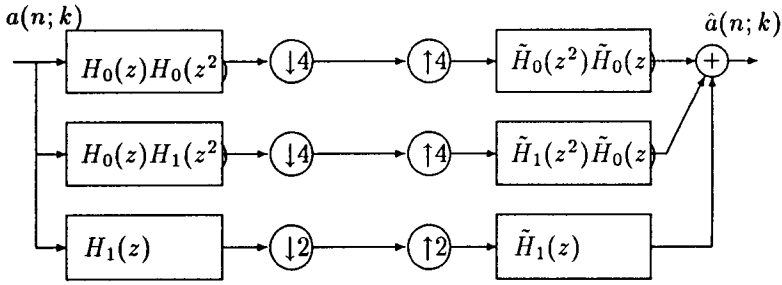 a(n; k)
â(n; k)
H₀(z)H₀(z²)
↓4
↑4
H̃₀(z²)H̃₀(z)
+
H₀(z)H₁(z²)
↓4
↑4
H̃₁(z²)H̃₀(z)
H₁(z)
↓2
↑2
H̃₁(z)